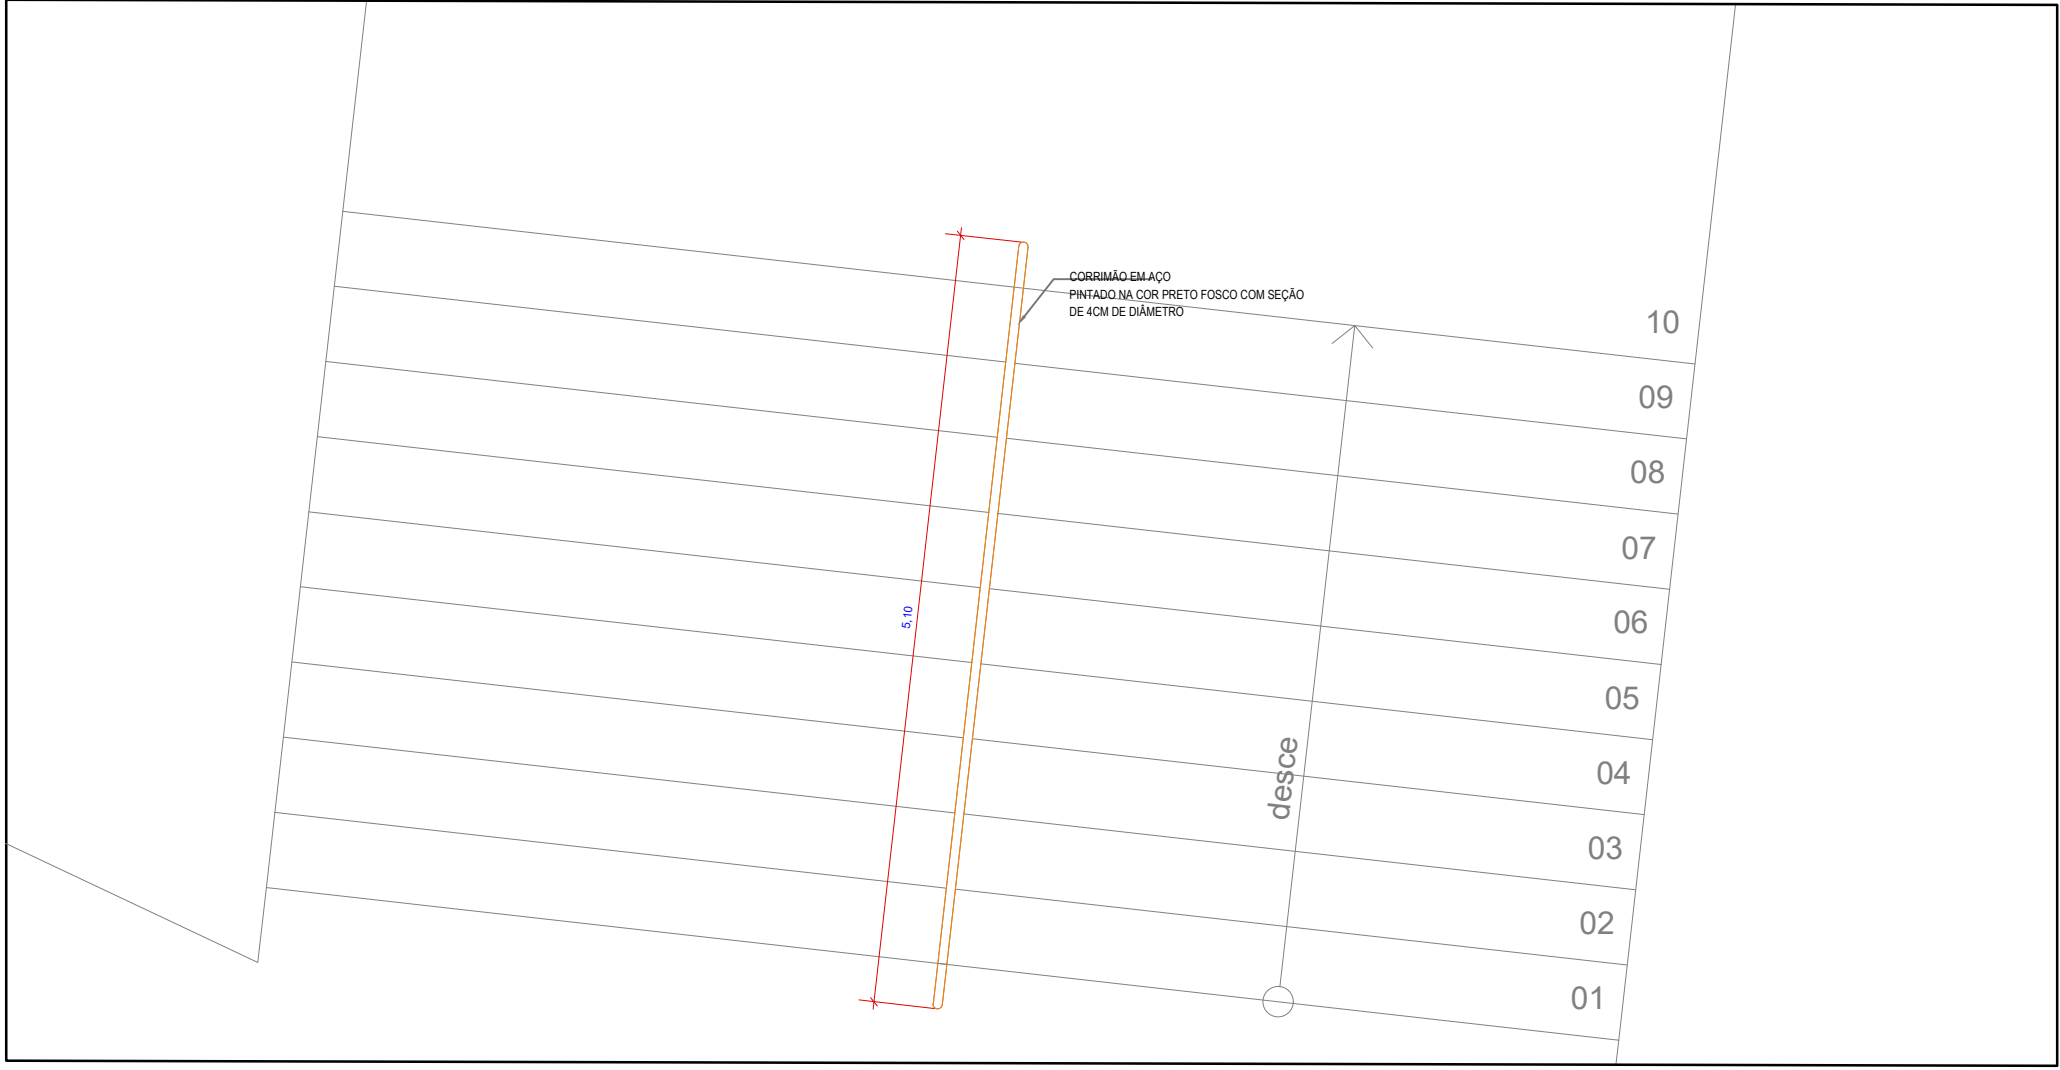 CORRIMÃO EM AÇO
PINTADO NA COR PRETO FOSCO COM SEÇÃO
DE 4CM DE DIÂMETRO
10
09
08
07
06
5,10
05
04
desce
03
02
01